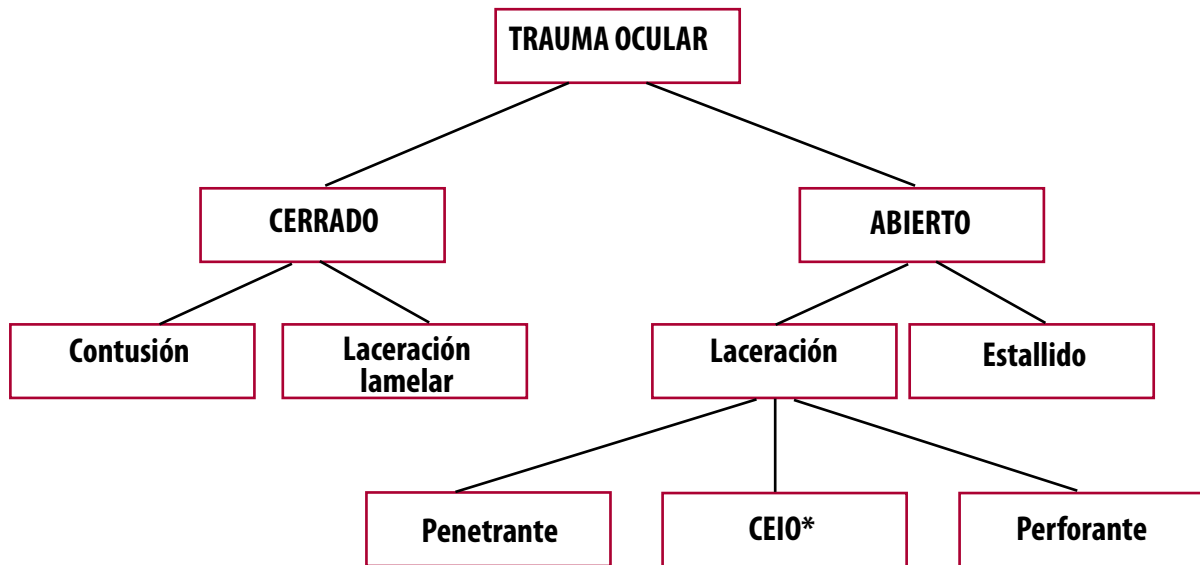 TRAUMA OCULAR
CERRADO
ABIERTO
Contusión
Laceración
lamelar
Laceración
Estallido
Penetrante
CEIO*
Perforante